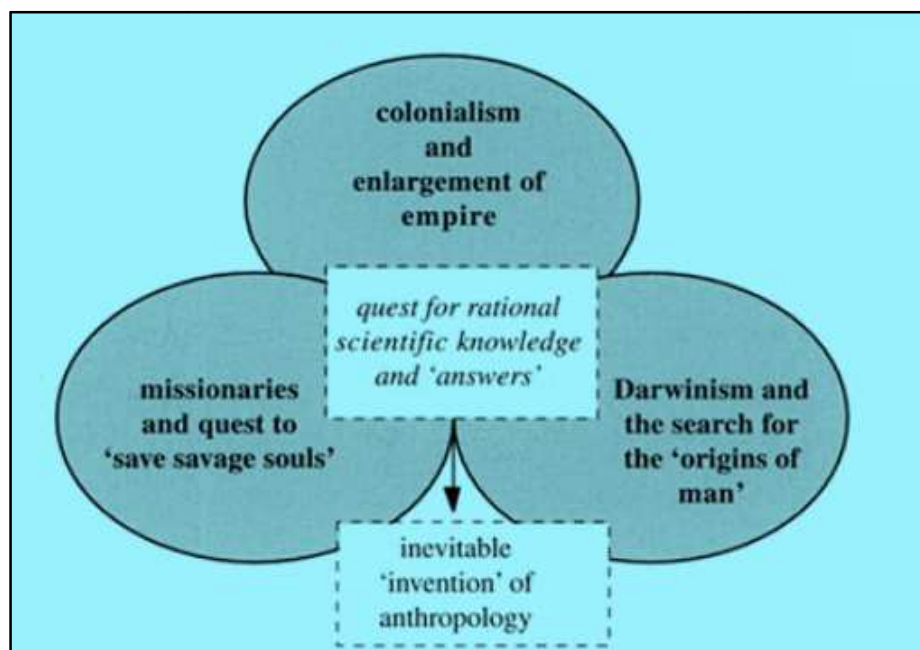 colonialism
and
enlargement of
empire
quest for rational
scientific knowledge
and ‘answers’
missionaries
and quest to
‘save savage souls’
Darwinism and
the search for
the ‘origins of
man’
inevitable
‘invention’ of
anthropology